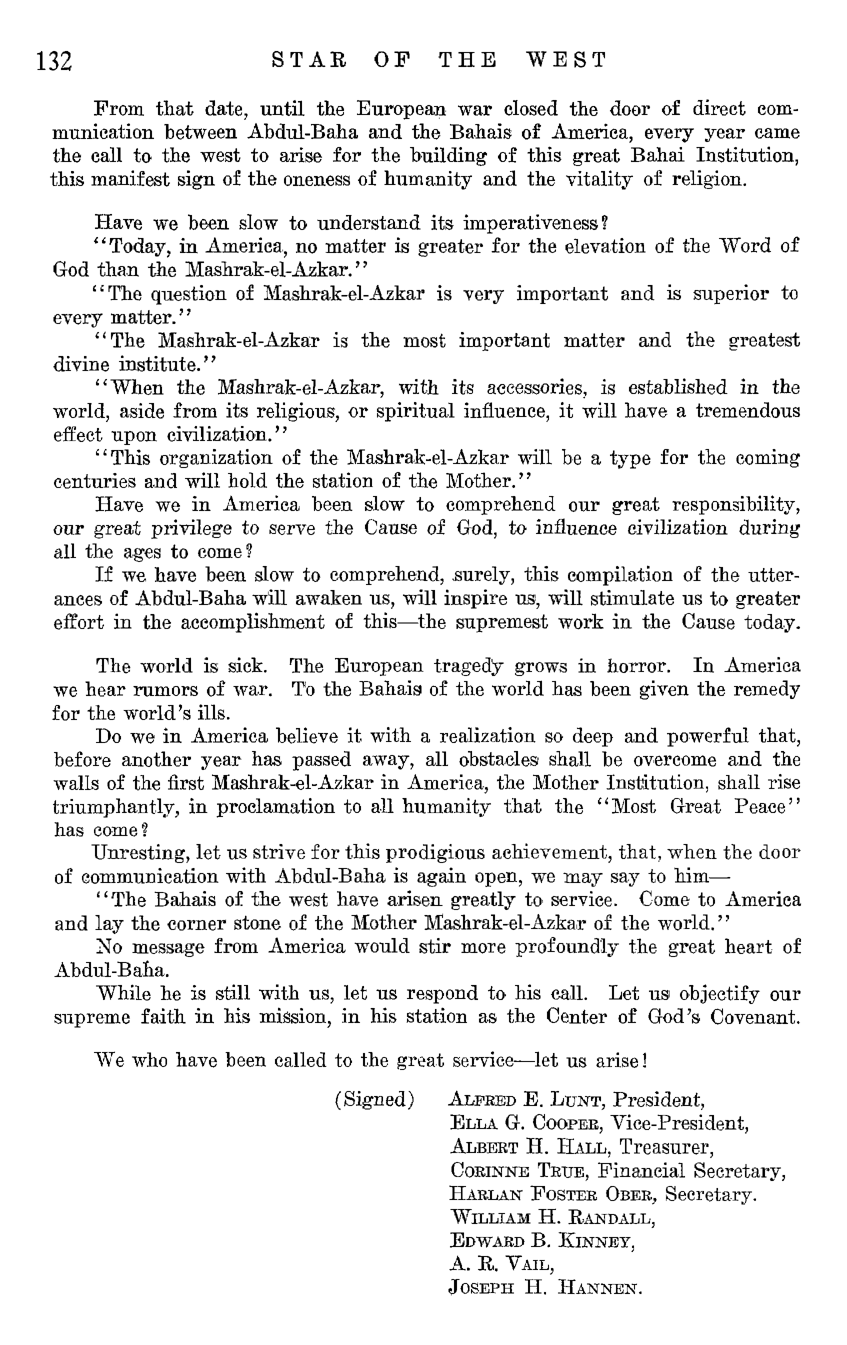 132
STAR OF THE WEST
From that date, until the European war closed the door of direct com-
munication between Abdul-Baha and the Bahais of America, every year came
the call to the west to arise for the building of this great Bahai Institution,
this manifest sign of the oneness of humanity and the vitality of religion.
Have we been slow to understand its imperativeness?
"Today, in America, no matter is greater for the elevation of the Word of
God than the Mashrak-el-Azkar."
"The question of Mashrak-el-Azkar is very important and is superior to
every matter."
"The Mashrak-el-Azkar is the most important matter and the greatest
divine institute."
"When the Mashrak-el-Azkar, with its accessories, is established in the
world, aside from its religious, or spiritual influence, it will have a tremendous
effect upon civilization."
"This organization of the Mashrak-el-Azkar will be a type for the coming
centuries and will hold the station of the Mother."
Have we in America been slow to comprehend our great responsibility,
our great privilege to serve the Cause of God, to influence civilization during
all the ages to come?
If we have been slow to comprehend, surely, this compilation of the utter-
ances of Abdul-Baha will awaken us, will inspire us, will stimulate us to greater
effort in the accomplishment of this—the supremest work in the Cause today.
The world is sick. The European tragedy grows in horror. In America
we hear rumors of war. To the Bahais of the world has been given the remedy
for the world's ills.
Do we in America believe it with a realization so deep and powerful that,
before another year has passed away, all obstacles shall be overcome and the
walls of the first Mashrak-el-Azkar in America, the Mother Institution, shall rise
triumphantly, in proclamation to all humanity that the "Most Great Peace"
has come?
Unresting, let us strive for this prodigious achievement, that, when the door
of communication with Abdul-Baha is again open, we may say to him—
"The Bahais of the west have arisen greatly to service. Come to America
and lay the corner stone of the Mother Mashrak-el-Azkar of the world."
No message from America would stir more profoundly the great heart of
Abdul-Baha.
While he is still with us, let us respond to his call. Let us objectify our
supreme faith in his mission, in his station as the Center of God's Covenant.
We who have been called to the great service—let us arise!
(Signed) ALFRED E. LUNT, President,
ELLA G. COOPER, Vice-President,
ALBERT H. HALL, Treasurer,
CORINNE TRUE, Financial Secretary,
HARLAN FOSTER OBER, Secretary.
WILLIAM H. RANDALL,
EDWARD B. KINNEY,
A. R. VAIL,
JOSEPH H. HANNEN.